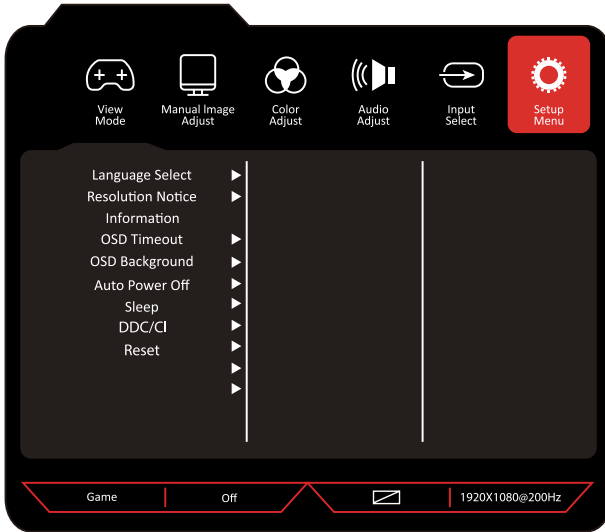 View
Mode
Manual Image
Adjust
Color
Adjust
Audio
Adjust
Input
Select
Setup
Menu
Language Select
Resolution Notice
Information
OSD Timeout
OSD Background
Auto Power Off
Sleep
DDC/CI
Reset
Game
Off
1920X1080@200Hz